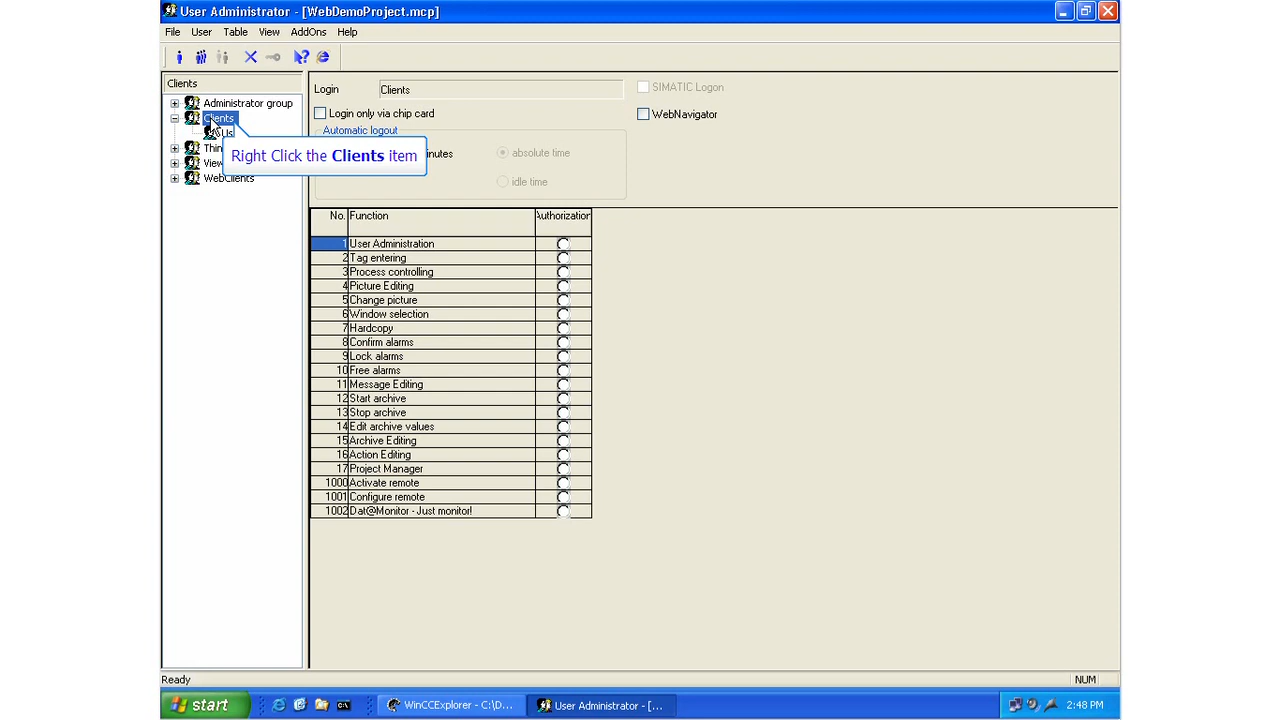 User Administrator - [WebDemoProject.mcp]
File User Table View AddOns Help
Clients
Administrator group
Clients
Us
Thin
View
WebClients
Right Click the Clients item
Login Clients
SIMATIC Logon
Login only via chip card
WebNavigator
Automatic logout
inutes
absolute time
idle time
No. Function Authorization
1 User Administration
2 Tag entering
3 Process controlling
4 Picture Editing
5 Change picture
6 Window selection
7 Hardcopy
8 Confirm alarms
9 Lock alarms
10 Free alarms
11 Message Editing
12 Start archive
13 Stop archive
14 Edit archive values
15 Archive Editing
16 Action Editing
17 Project Manager
1000 Activate remote
1001 Configure remote
1002 Dat@Monitor - Just monitor!
Ready
NUM
start
WinCCExplorer - C:\D...
User Administrator - [...
2:48 PM